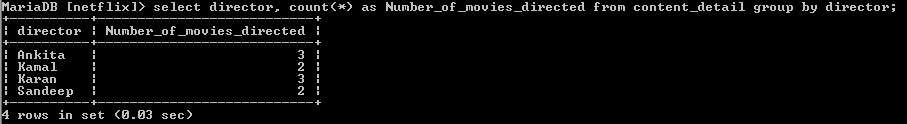 MariaDB [netflix]> select director, count(*) as Number_of_movies_directed from content_detail group by director;
+----------+---------------------------+
| director | Number_of_movies_directed |
+----------+---------------------------+
| Ankita   |                         3 |
| Kamal    |                         2 |
| Karan    |                         3 |
| Sandeep  |                         2 |
+----------+---------------------------+
4 rows in set (0.03 sec)